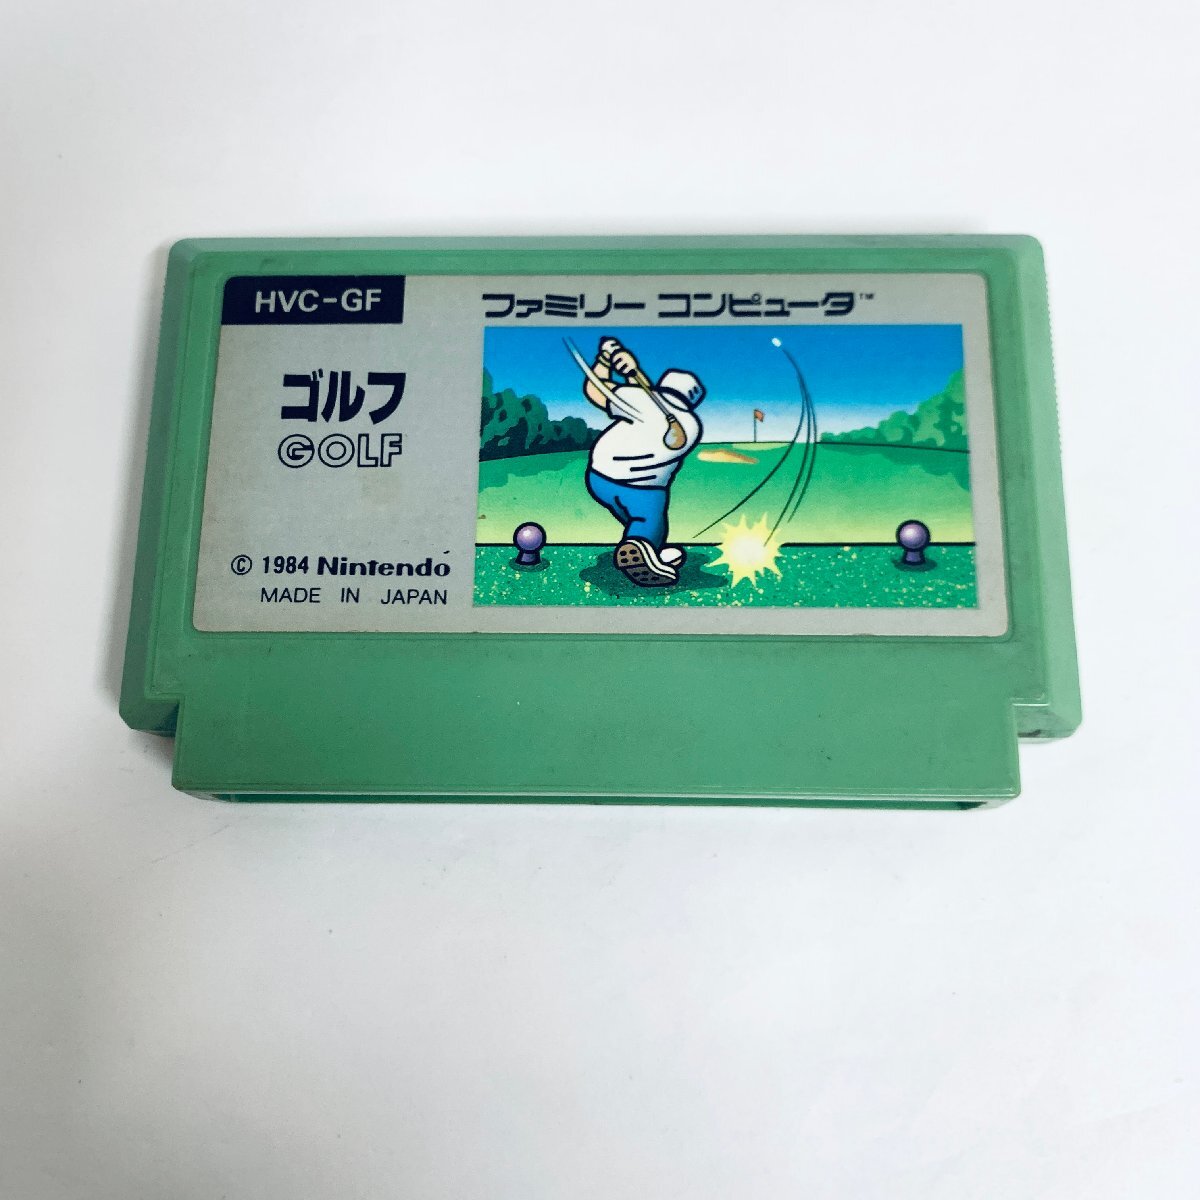 HVC-GF
ファミリー コンピュータ™
ゴルフ
GOLF
© 1984 Nintendo
MADE IN JAPAN